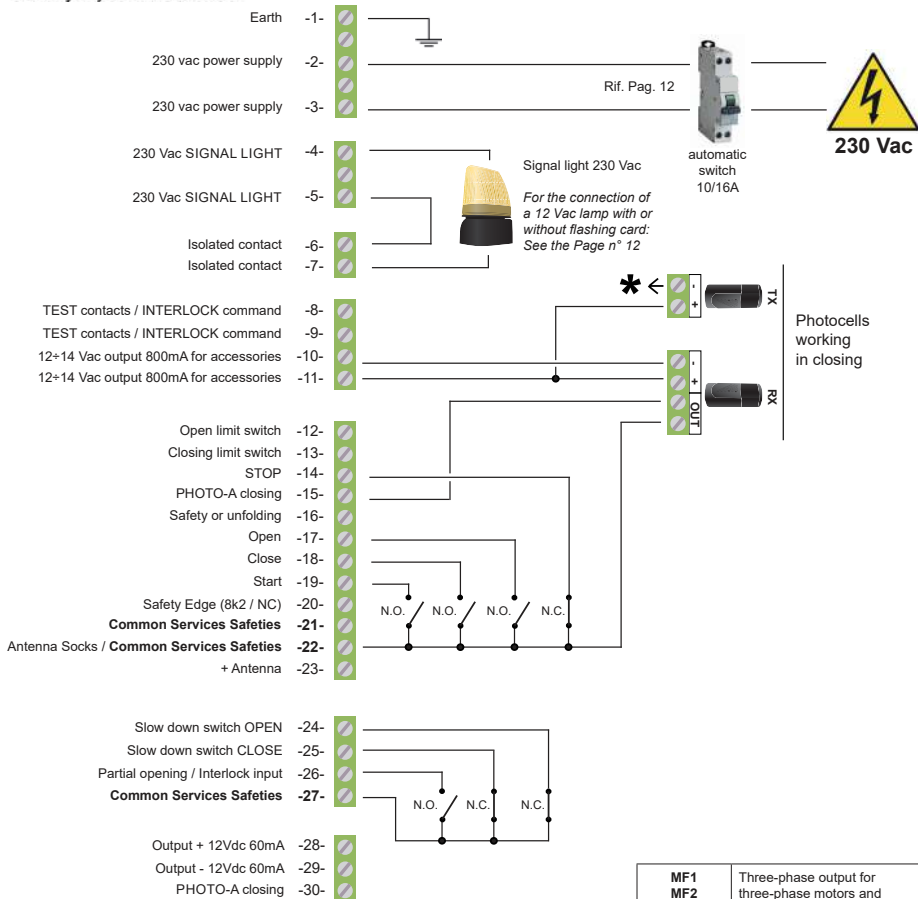 Earth -1-
230 vac power supply -2-
Rif. Pag. 12
230 vac power supply -3-
230 Vac
automatic
switch
10/16A
230 Vac SIGNAL LIGHT -4-
230 Vac SIGNAL LIGHT -5-
Signal light 230 Vac
For the connection of
a 12 Vac lamp with or
without flashing card:
See the Page n° 12
Isolated contact -6-
Isolated contact -7-
* - TX
+
Photocells
working
in closing
TEST contacts / INTERLOCK command -8-
TEST contacts / INTERLOCK command -9-
12÷14 Vac output 800mA for accessories -10-
12÷14 Vac output 800mA for accessories -11-
- RX
+
OUT
Open limit switch -12-
Closing limit switch -13-
STOP -14-
PHOTO-A closing -15-
Safety or unfolding -16-
Open -17-
Close -18-
Start -19-
Safety Edge (8k2 / NC) -20-
N.O. N.O. N.O. N.C.
Common Services Safeties -21-
Antenna Socks / Common Services Safeties -22-
+ Antenna -23-
Slow down switch OPEN -24-
Slow down switch CLOSE -25-
Partial opening / Interlock input -26-
Common Services Safeties -27-
N.O. N.C. N.C.
Output + 12Vdc 60mA -28-
Output - 12Vdc 60mA -29-
PHOTO-A closing -30-
MF1 Three-phase output for
MF2 three-phase motors and